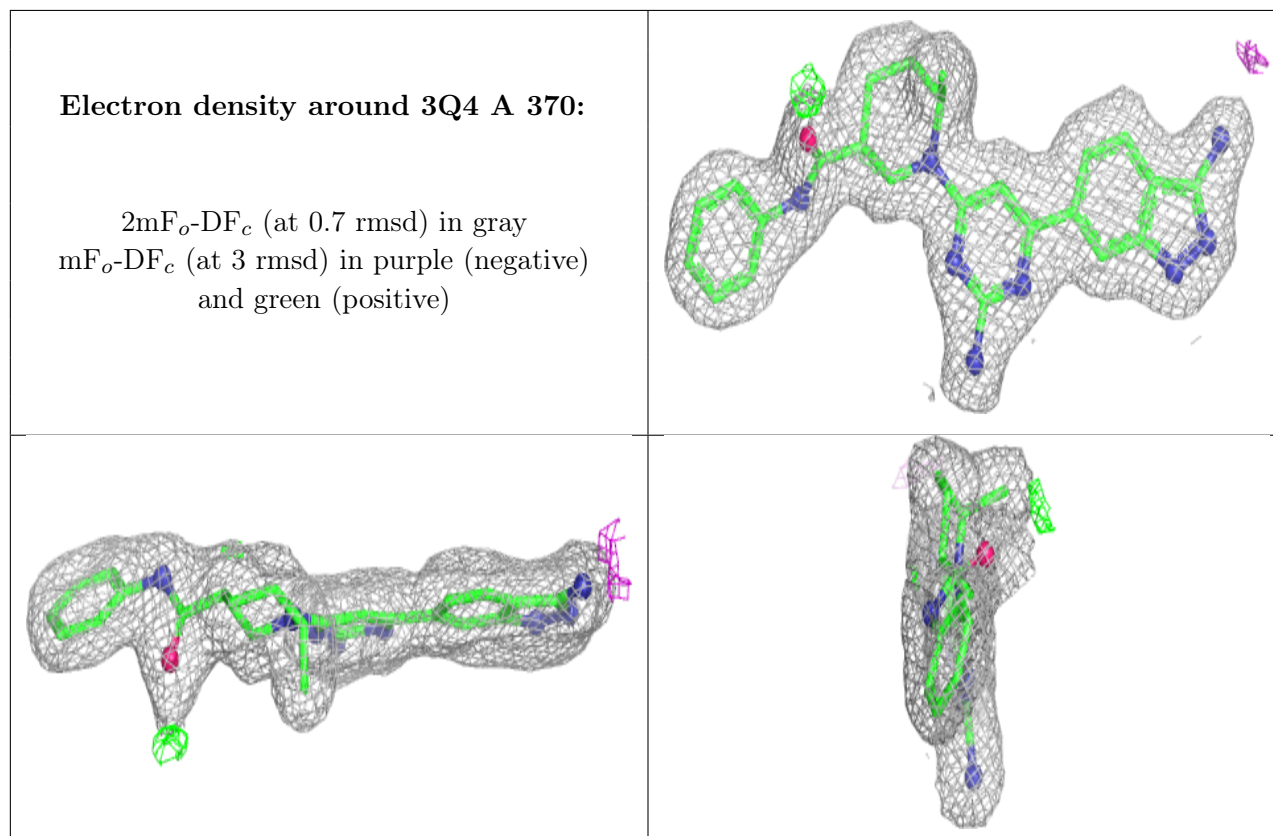 Electron density around 3Q4 A 370:
2mFo-DFc (at 0.7 rmsd) in gray
mFo-DFc (at 3 rmsd) in purple (negative)
and green (positive)